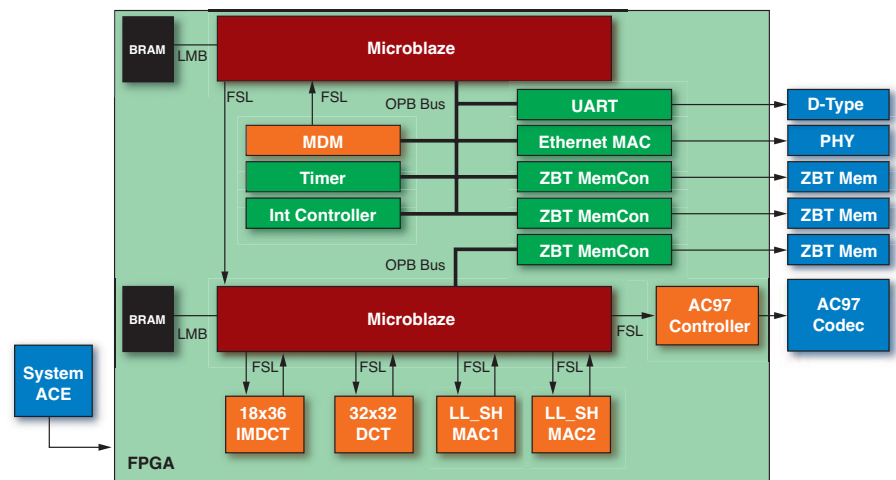 BRAM
LMB
Microblaze
FSL
FSL
OPB Bus
UART
D-Type
MDM
Ethernet MAC
PHY
Timer
ZBT MemCon
ZBT Mem
Int Controller
ZBT MemCon
ZBT Mem
OPB Bus
ZBT MemCon
ZBT Mem
BRAM
LMB
Microblaze
FSL
AC97
Controller
AC97
Codec
System
ACE
FSL
FSL
FSL
FSL
18x36
IMDCT
32x32
DCT
LL_SH
MAC1
LL_SH
MAC2
FPGA